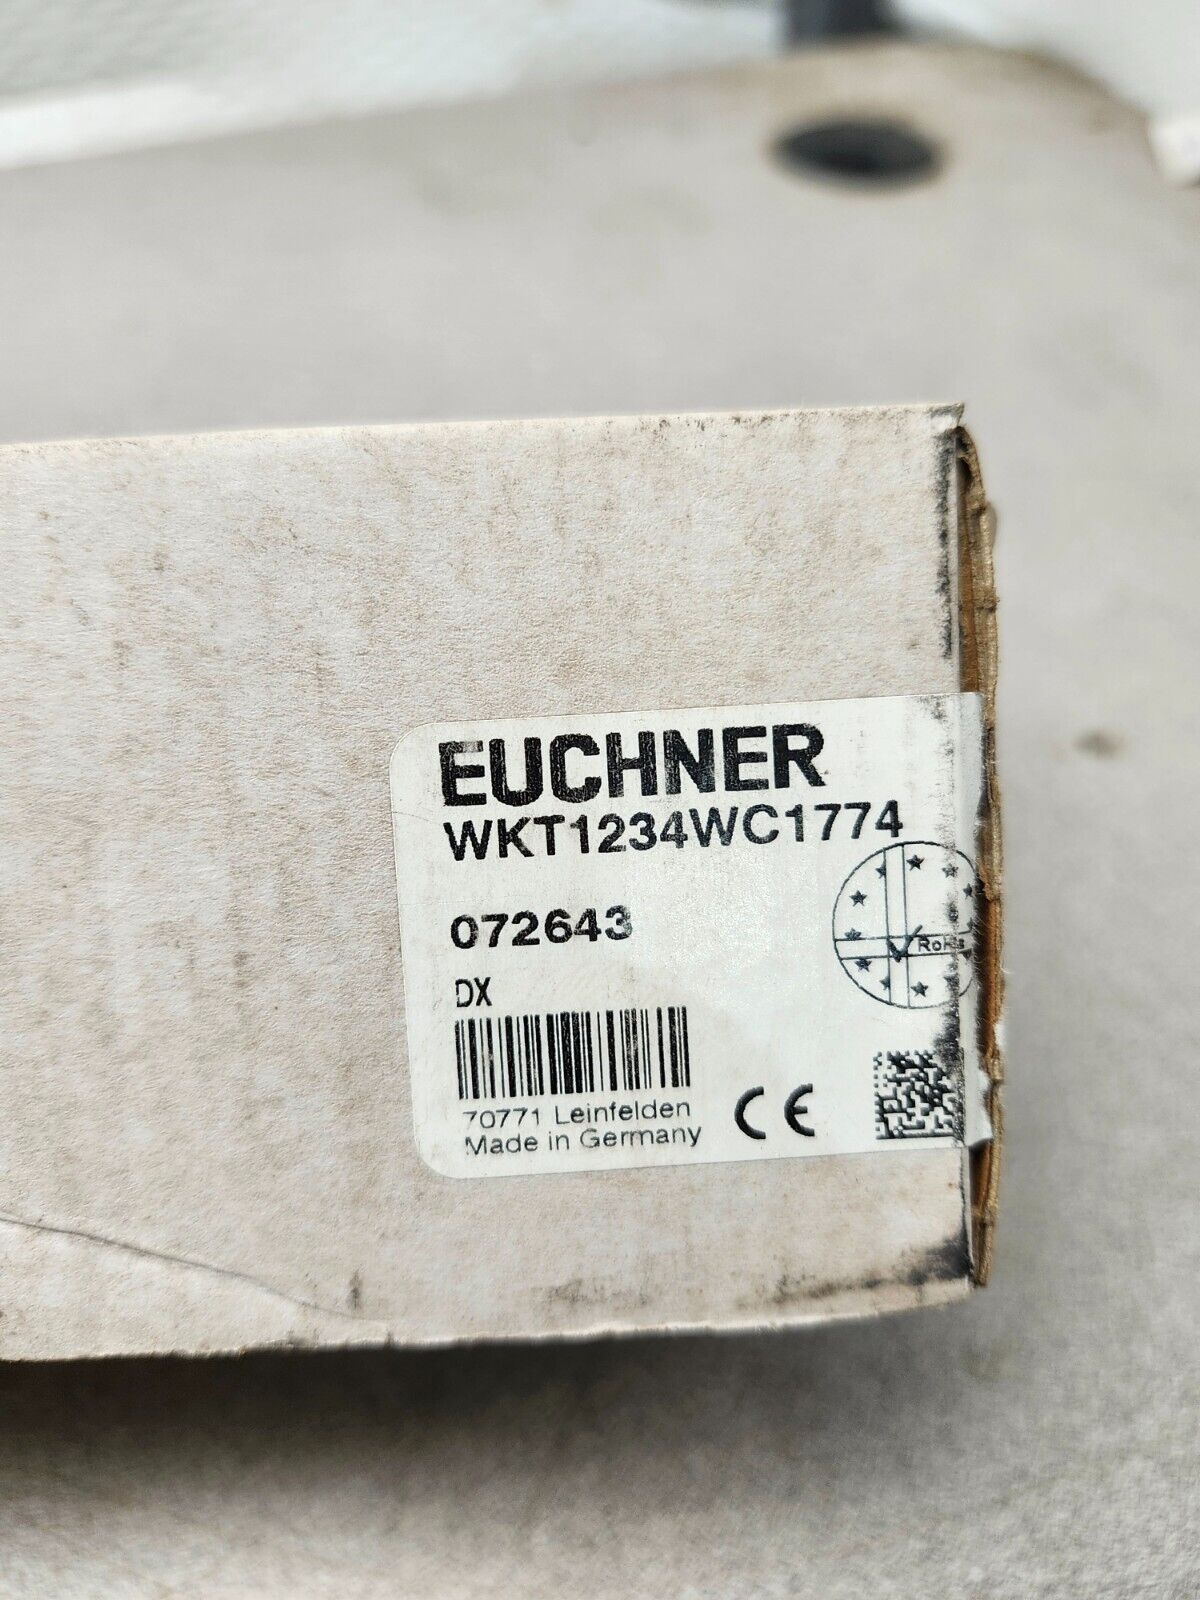 EUCHNER
WKT1234WC1774
072643
RoHs
DX
70771 Leinfelden
Made in Germany
CE